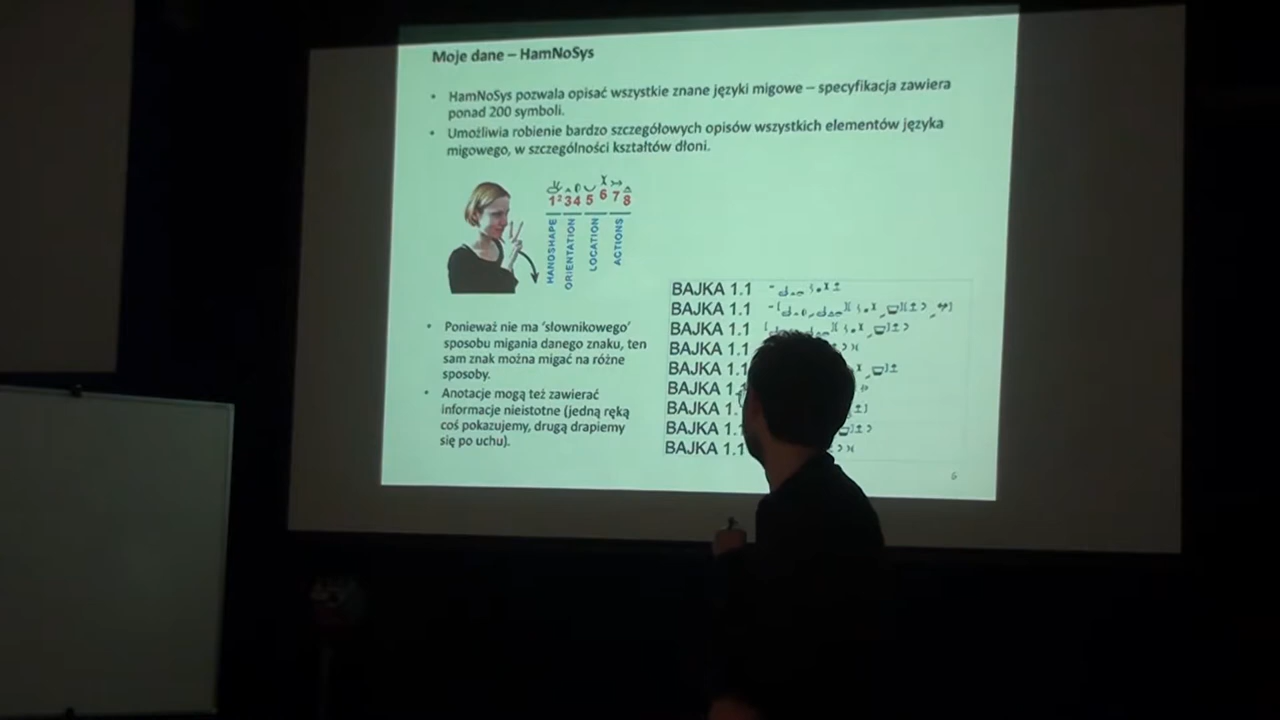 Moje dane – HamNoSys
• HamNoSys pozwala opisać wszystkie znane języki migowe – specyfikacja zawiera
ponad 200 symboli.
• Umożliwia robienie bardzo szczegółowych opisów wszystkich elementów języka
migowego, w szczególności kształtów dłoni.
1 2 3 4 5 6 7 8
HANDSHAPE
ORIENTATION
LOCATION
ACTIONS
• Ponieważ nie ma 'słownikowego'
sposobu migania danego znaku, ten
sam znak można migać na różne
sposoby.
• Anotacje mogą też zawierać
informacje nieistotne (jedną ręką
coś pokazujemy, drugą drapiemy
się po uchu).
BAJKA 1.1
BAJKA 1.1
BAJKA 1.1
BAJKA 1.1
BAJKA 1.1
BAJKA 1.
BAJKA 1.
BAJKA 1.1
BAJKA 1.1
6